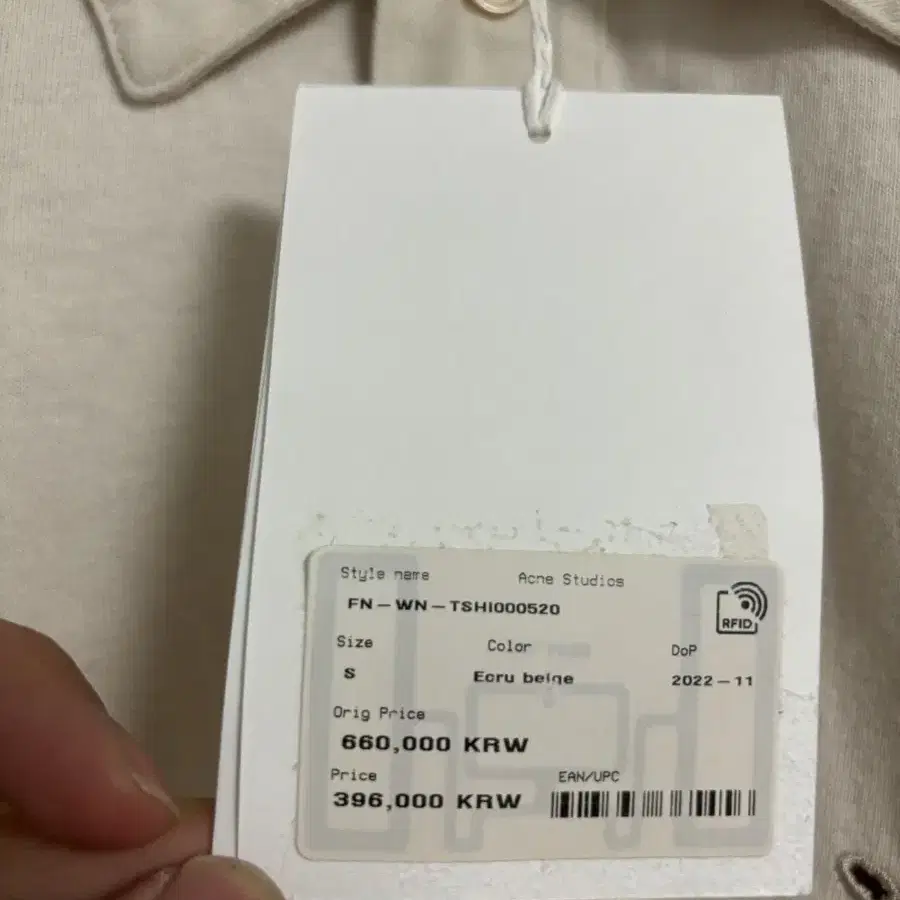 Style name Acne Studios
FN-WN-TSHI000520
RFID
Size Color DoP
S Ecru beige 2022-11
Orig Price
660,000 KRW
Price EAN/UPC
396,000 KRW